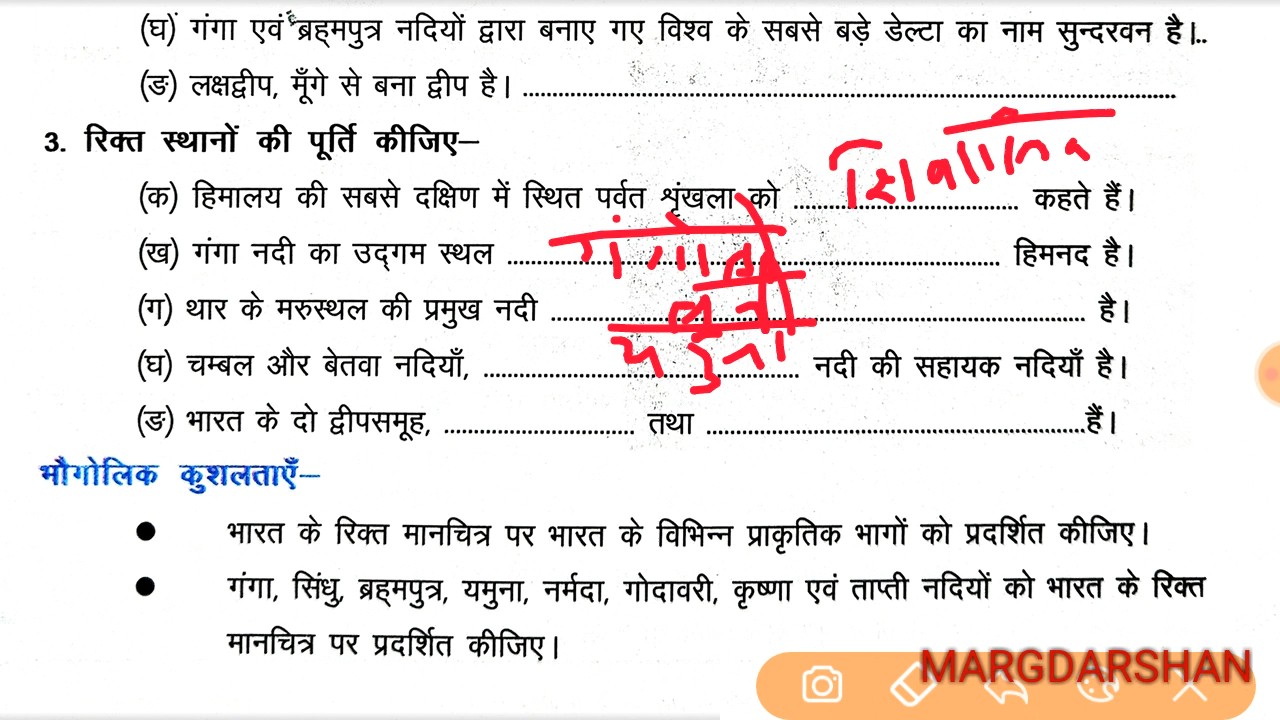 (घ) गंगा एवं ब्रह्मपुत्र नदियों द्वारा बनाए गए विश्व के सबसे बड़े डेल्टा का नाम सुन्दरवन है।..
(ङ) लक्षद्वीप, मूँगे से बना द्वीप है। ........................................
3. रिक्त स्थानों की पूर्ति कीजिए–
(क) हिमालय की सबसे दक्षिण में स्थित पर्वत श्रृंखला को ........ शिवालिक ........ कहते हैं।
(ख) गंगा नदी का उद्गम स्थल ........ गंगोत्री ........ हिमनद है।
(ग) थार के मरुस्थल की प्रमुख नदी ........ लूनी ........ है।
(घ) चम्बल और बेतवा नदियाँ, ........ यमुना ........ नदी की सहायक नदियाँ है।
(ङ) भारत के दो द्वीपसमूह, ........................ तथा ........................ हैं।
भौगोलिक कुशलताएँ–
● भारत के रिक्त मानचित्र पर भारत के विभिन्न प्राकृतिक भागों को प्रदर्शित कीजिए।
● गंगा, सिंधु, ब्रह्मपुत्र, यमुना, नर्मदा, गोदावरी, कृष्णा एवं ताप्ती नदियों को भारत के रिक्त
मानचित्र पर प्रदर्शित कीजिए।
MARGDARSHAN